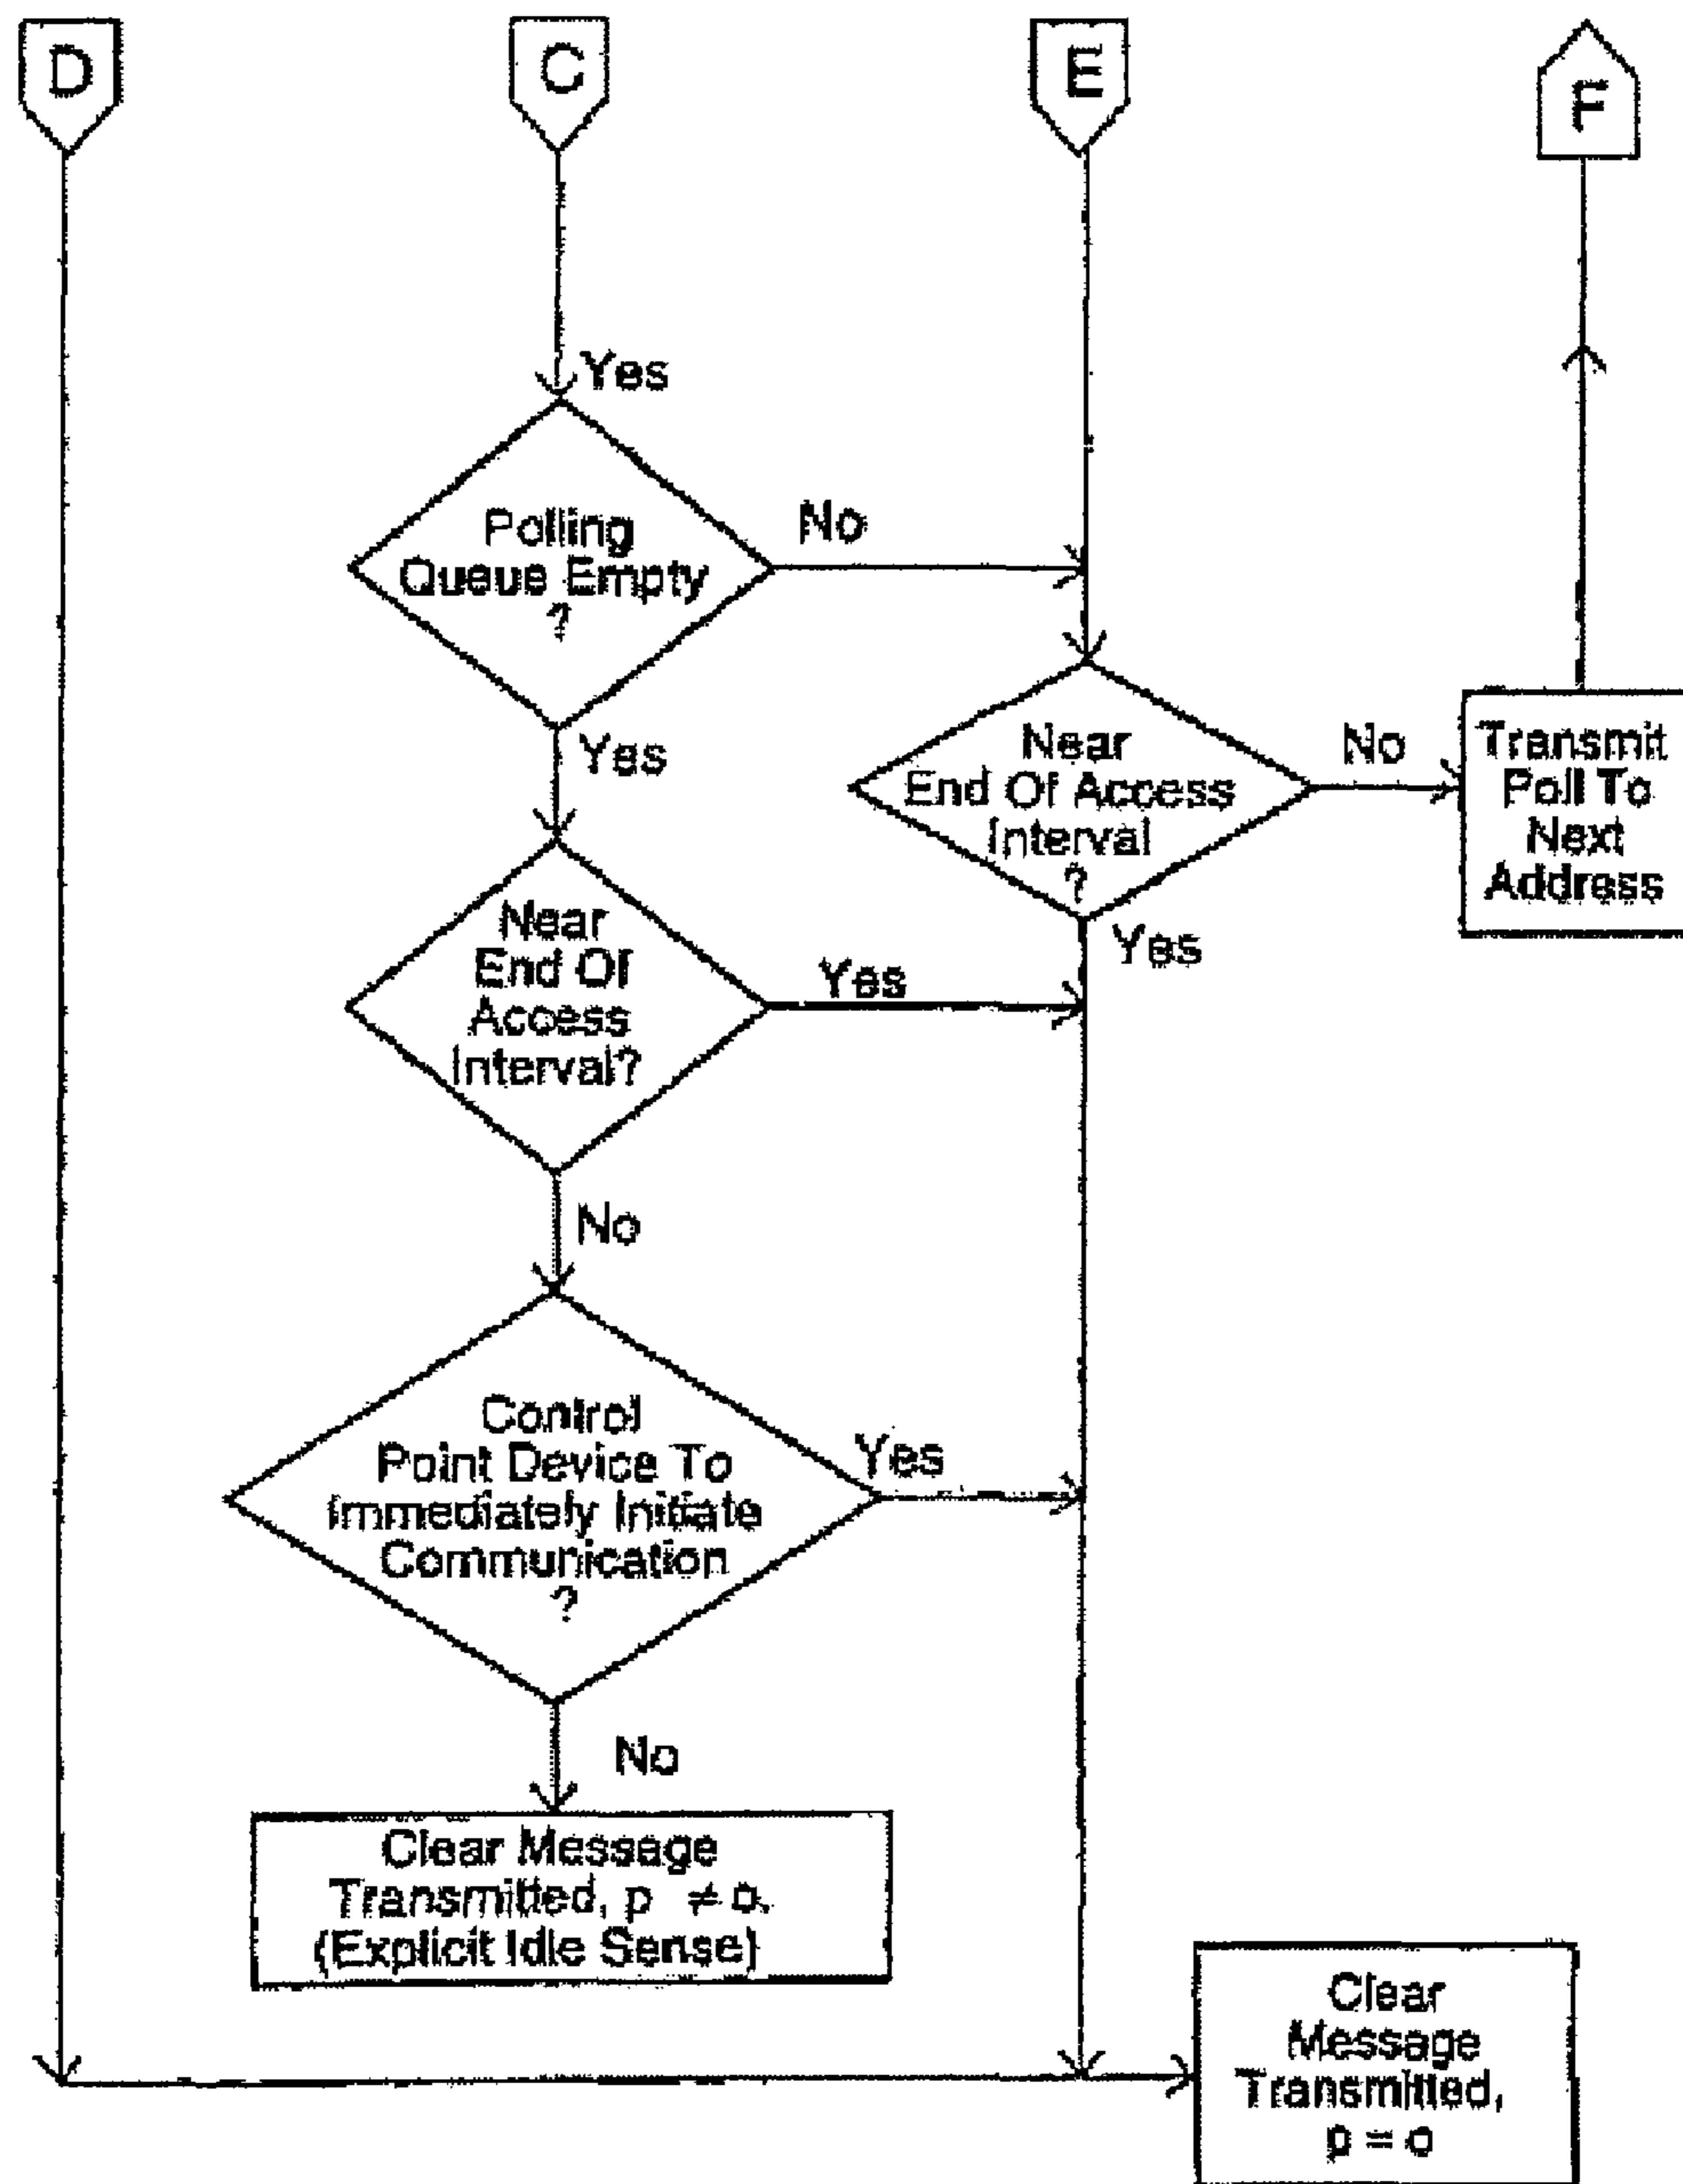 D
C
E
F
Yes
Polling
Queue Empty
?
No
Yes
Near
End Of Access
Interval
?
No
Transmit
Poll To
Next
Address
Yes
Near
End Of
Access
Interval?
Yes
No
Control
Point Device To
Immediately Initiate
Communication
?
Yes
No
Clear Message
Transmitted, p ≠ o.
(Explicit Idle Sense)
Clear
Message
Transmitted,
p = o